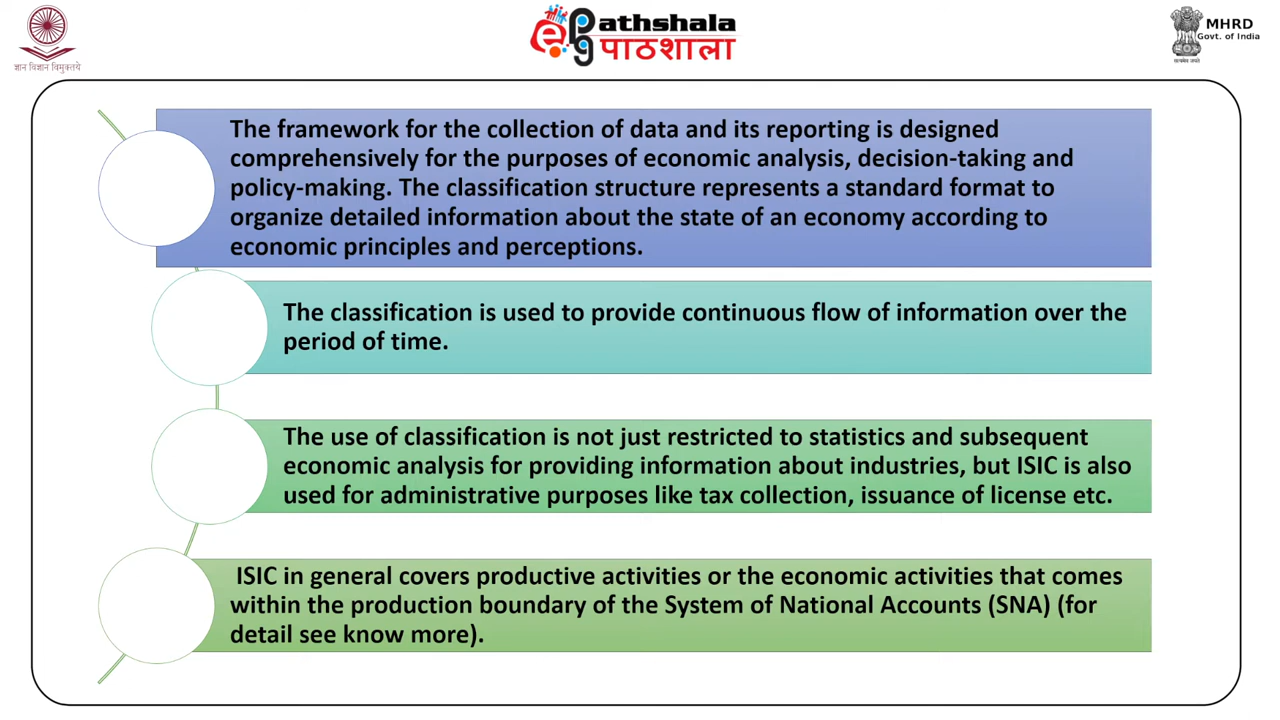 ज्ञान विज्ञान विमुक्तये
ePG Pathshala
पाठशाला
MHRD
Govt. of India
सत्यमेव जयते
The framework for the collection of data and its reporting is designed
comprehensively for the purposes of economic analysis, decision-taking and
policy-making. The classification structure represents a standard format to
organize detailed information about the state of an economy according to
economic principles and perceptions.
The classification is used to provide continuous flow of information over the
period of time.
The use of classification is not just restricted to statistics and subsequent
economic analysis for providing information about industries, but ISIC is also
used for administrative purposes like tax collection, issuance of license etc.
ISIC in general covers productive activities or the economic activities that comes
within the production boundary of the System of National Accounts (SNA) (for
detail see know more).